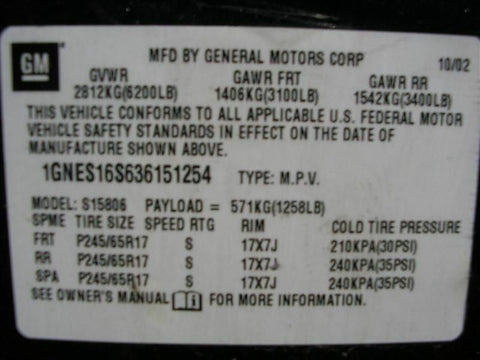 GM
MFD BY GENERAL MOTORS CORP 10/02
GVWR GAWR FRT GAWR RR
2812KG(6200LB) 1406KG(3100LB) 1542KG(3400LB)
THIS VEHICLE CONFORMS TO ALL APPLICABLE U.S. FEDERAL MOTOR
VEHICLE SAFETY STANDARDS IN EFFECT ON THE DATE OF
MANUFACTURE SHOWN ABOVE.
1GNES16S636151254 TYPE: M.P.V.
MODEL: S15806 PAYLOAD = 571KG(1258LB)
SPME TIRE SIZE SPEED RTG RIM COLD TIRE PRESSURE
FRT P245/65R17 S 17X7J 210KPA(30PSI)
RR P245/65R17 S 17X7J 240KPA(35PSI)
SPA P245/65R17 S 17X7J 240KPA(35PSI)
SEE OWNER'S MANUAL FOR MORE INFORMATION.